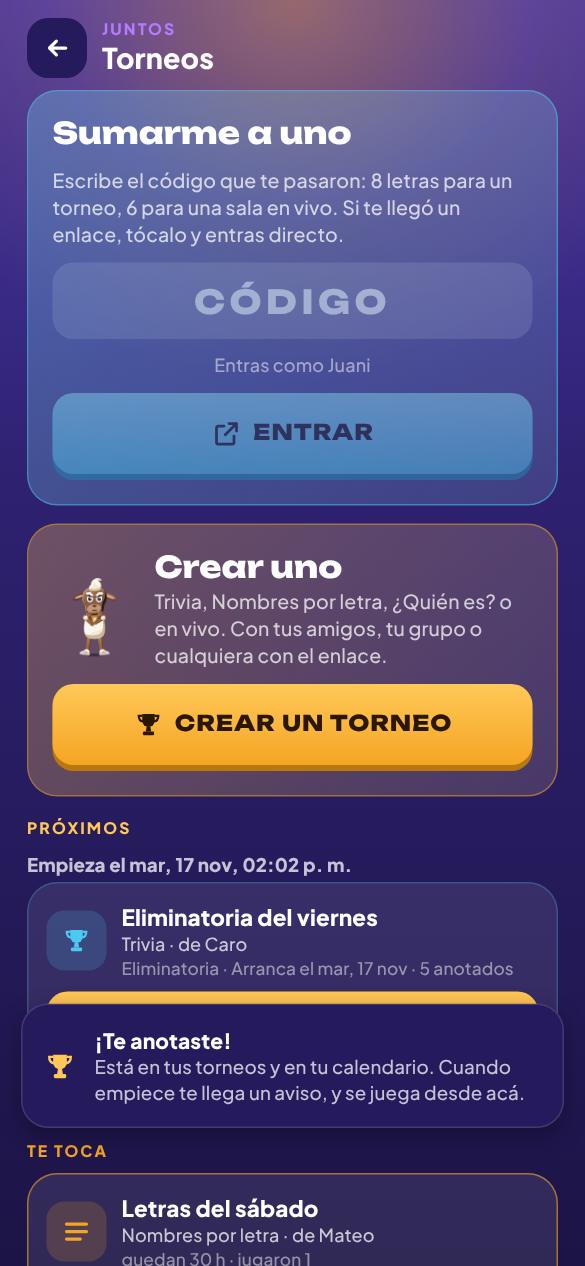 JUNTOS
Torneos
Sumarme a uno
Escribe el código que te pasaron: 8 letras para un
torneo, 6 para una sala en vivo. Si te llegó un
enlace, tócalo y entras directo.
CÓDIGO
Entras como Juani
ENTRAR
Crear uno
Trivia, Nombres por letra, ¿Quién es? o
en vivo. Con tus amigos, tu grupo o
cualquiera con el enlace.
CREAR UN TORNEO
PRÓXIMOS
Empieza el mar, 17 nov, 02:02 p. m.
Eliminatoria del viernes
Trivia · de Caro
Eliminatoria · Arranca el mar, 17 nov · 5 anotados
¡Te anotaste!
Está en tus torneos y en tu calendario. Cuando
empiece te llega un aviso, y se juega desde acá.
TE TOCA
Letras del sábado
Nombres por letra · de Mateo
quedan 30 h · jugaron 1